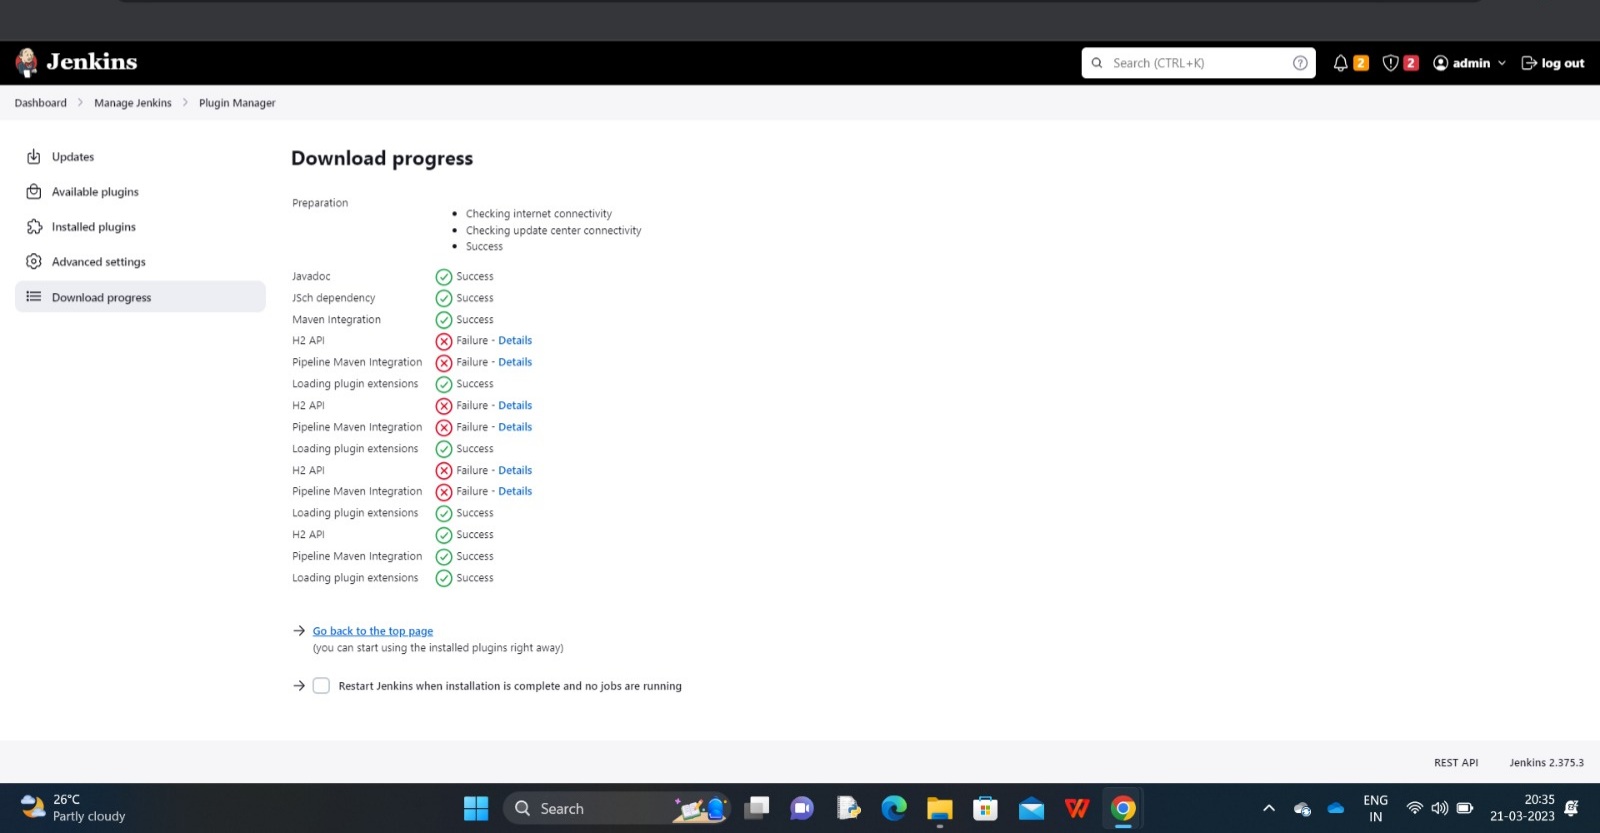 Jenkins
Search (CTRL+K)
2
2
admin
log out
Dashboard
Manage Jenkins
Plugin Manager
Updates
Available plugins
Installed plugins
Advanced settings
Download progress
Download progress
Preparation
Checking internet connectivity
Checking update center connectivity
Success
Javadoc Success
JSch dependency Success
Maven Integration Success
H2 API Failure - Details
Pipeline Maven Integration Failure - Details
Loading plugin extensions Success
H2 API Failure - Details
Pipeline Maven Integration Failure - Details
Loading plugin extensions Success
H2 API Failure - Details
Pipeline Maven Integration Failure - Details
Loading plugin extensions Success
H2 API Success
Pipeline Maven Integration Success
Loading plugin extensions Success
Go back to the top page
(you can start using the installed plugins right away)
Restart Jenkins when installation is complete and no jobs are running
REST API
Jenkins 2.375.3
26°C
Partly cloudy
Search
ENG
IN
20:35
21-03-2023